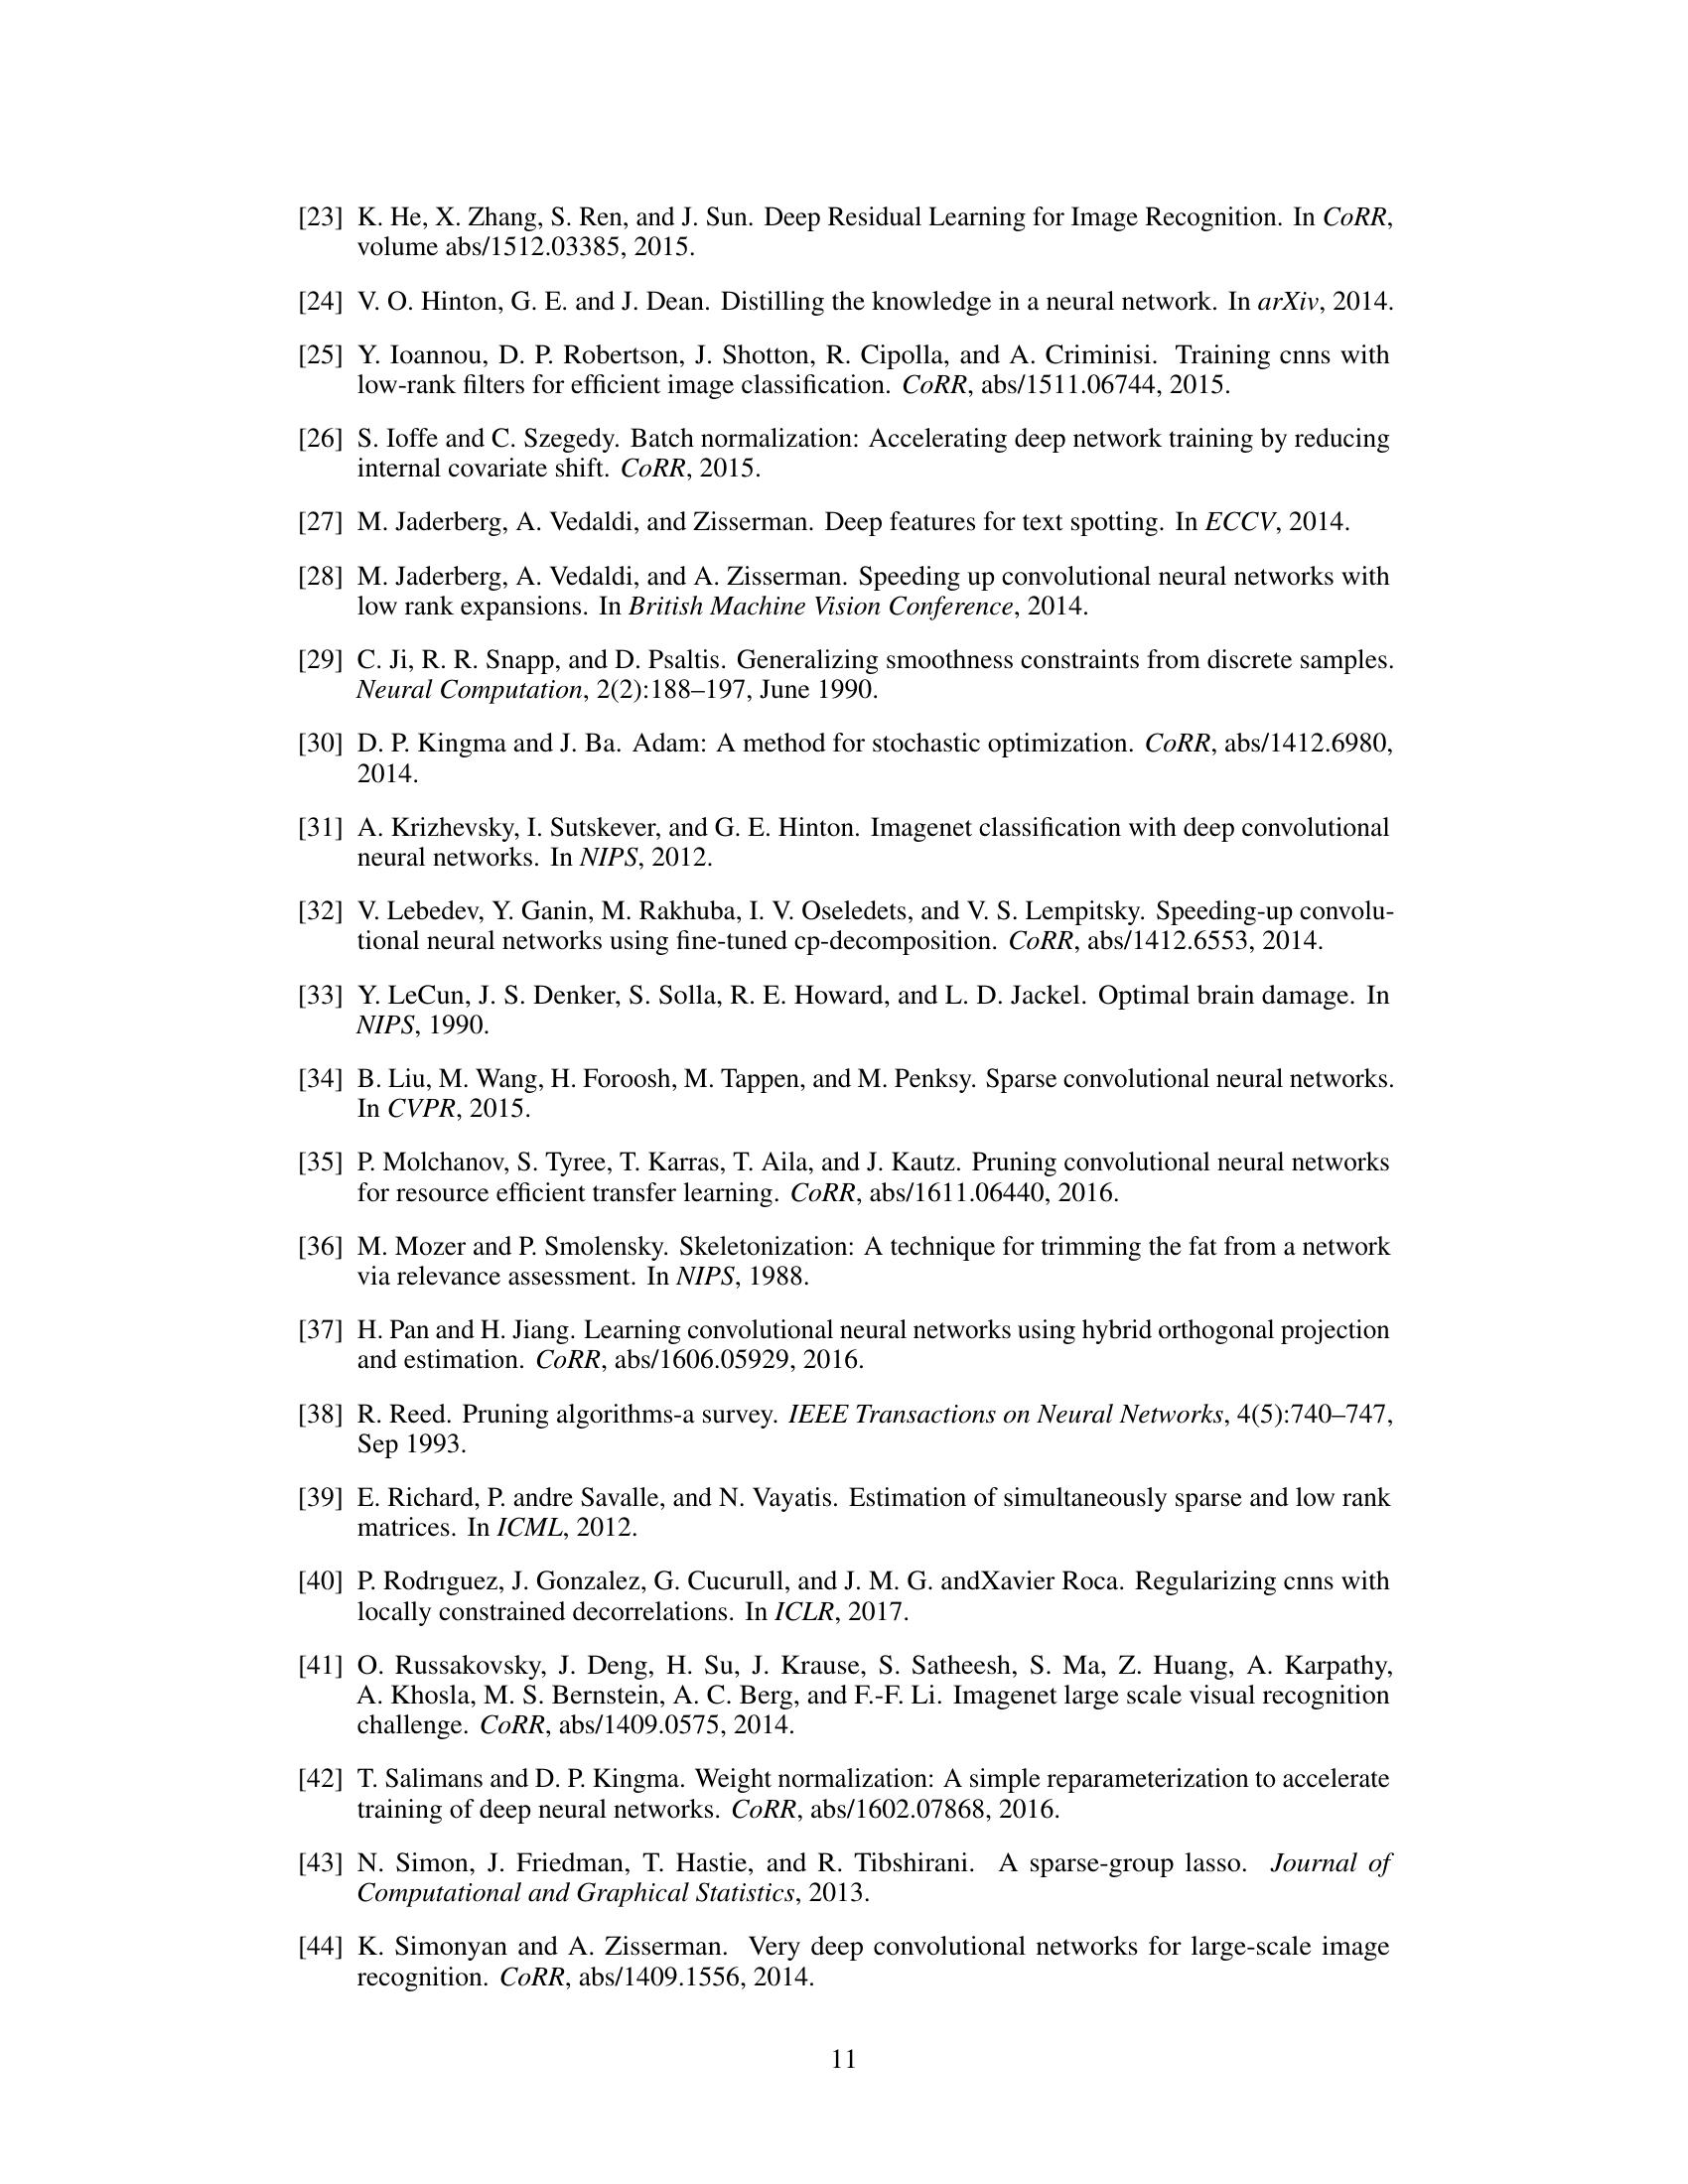 [23] K. He, X. Zhang, S. Ren, and J. Sun. Deep Residual Learning for Image Recognition. In CoRR,
volume abs/1512.03385, 2015.
[24] V. O. Hinton, G. E. and J. Dean. Distilling the knowledge in a neural network. In arXiv, 2014.
[25] Y. Ioannou, D. P. Robertson, J. Shotton, R. Cipolla, and A. Criminisi. Training cnns with
low-rank filters for efficient image classification. CoRR, abs/1511.06744, 2015.
[26] S. Ioffe and C. Szegedy. Batch normalization: Accelerating deep network training by reducing
internal covariate shift. CoRR, 2015.
[27] M. Jaderberg, A. Vedaldi, and Zisserman. Deep features for text spotting. In ECCV, 2014.
[28] M. Jaderberg, A. Vedaldi, and A. Zisserman. Speeding up convolutional neural networks with
low rank expansions. In British Machine Vision Conference, 2014.
[29] C. Ji, R. R. Snapp, and D. Psaltis. Generalizing smoothness constraints from discrete samples.
Neural Computation, 2(2):188–197, June 1990.
[30] D. P. Kingma and J. Ba. Adam: A method for stochastic optimization. CoRR, abs/1412.6980,
2014.
[31] A. Krizhevsky, I. Sutskever, and G. E. Hinton. Imagenet classification with deep convolutional
neural networks. In NIPS, 2012.
[32] V. Lebedev, Y. Ganin, M. Rakhuba, I. V. Oseledets, and V. S. Lempitsky. Speeding-up convolu-
tional neural networks using fine-tuned cp-decomposition. CoRR, abs/1412.6553, 2014.
[33] Y. LeCun, J. S. Denker, S. Solla, R. E. Howard, and L. D. Jackel. Optimal brain damage. In
NIPS, 1990.
[34] B. Liu, M. Wang, H. Foroosh, M. Tappen, and M. Penksy. Sparse convolutional neural networks.
In CVPR, 2015.
[35] P. Molchanov, S. Tyree, T. Karras, T. Aila, and J. Kautz. Pruning convolutional neural networks
for resource efficient transfer learning. CoRR, abs/1611.06440, 2016.
[36] M. Mozer and P. Smolensky. Skeletonization: A technique for trimming the fat from a network
via relevance assessment. In NIPS, 1988.
[37] H. Pan and H. Jiang. Learning convolutional neural networks using hybrid orthogonal projection
and estimation. CoRR, abs/1606.05929, 2016.
[38] R. Reed. Pruning algorithms-a survey. IEEE Transactions on Neural Networks, 4(5):740–747,
Sep 1993.
[39] E. Richard, P. andre Savalle, and N. Vayatis. Estimation of simultaneously sparse and low rank
matrices. In ICML, 2012.
[40] P. Rodrıguez, J. Gonzalez, G. Cucurull, and J. M. G. andXavier Roca. Regularizing cnns with
locally constrained decorrelations. In ICLR, 2017.
[41] O. Russakovsky, J. Deng, H. Su, J. Krause, S. Satheesh, S. Ma, Z. Huang, A. Karpathy,
A. Khosla, M. S. Bernstein, A. C. Berg, and F.-F. Li. Imagenet large scale visual recognition
challenge. CoRR, abs/1409.0575, 2014.
[42] T. Salimans and D. P. Kingma. Weight normalization: A simple reparameterization to accelerate
training of deep neural networks. CoRR, abs/1602.07868, 2016.
[43] N. Simon, J. Friedman, T. Hastie, and R. Tibshirani. A sparse-group lasso. Journal of
Computational and Graphical Statistics, 2013.
[44] K. Simonyan and A. Zisserman. Very deep convolutional networks for large-scale image
recognition. CoRR, abs/1409.1556, 2014.
11